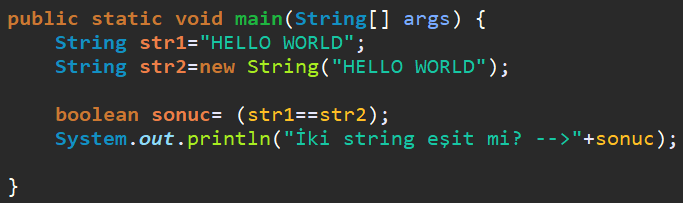 public static void main(String[] args) {
    String str1="HELLO WORLD";
    String str2=new String("HELLO WORLD");
    boolean sonuc= (str1==str2);
    System.out.println("İki string eşit mi? -->"+sonuc);
}